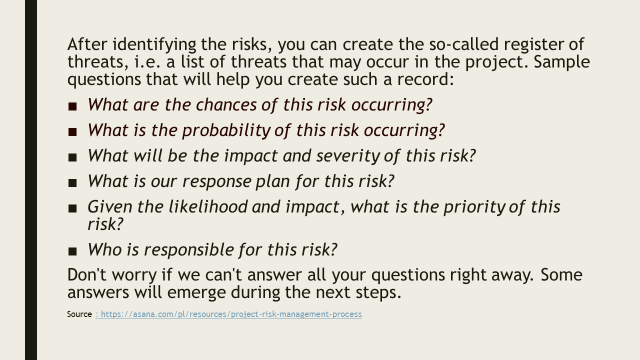 After identifying the risks, you can create the so-called register of
threats, i.e. a list of threats that may occur in the project. Sample
questions that will help you create such a record:
■ What are the chances of this risk occurring?
■ What is the probability of this risk occurring?
■ What will be the impact and severity of this risk?
■ What is our response plan for this risk?
■ Given the likelihood and impact, what is the priority of this
risk?
■ Who is responsible for this risk?
Don't worry if we can't answer all your questions right away. Some
answers will emerge during the next steps.
Source : https://asana.com/pl/resources/project-risk-management-process